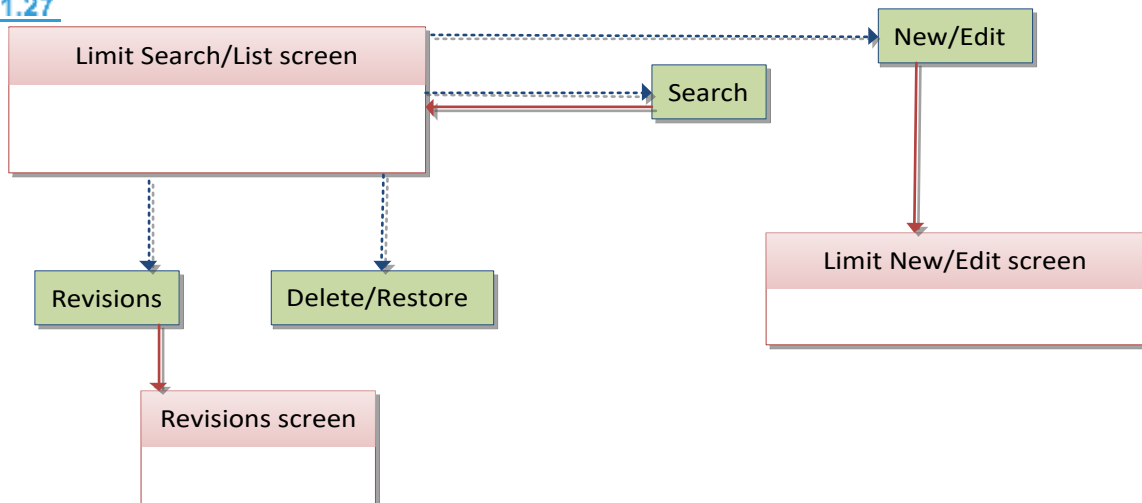 1.27
Limit Search/List screen
New/Edit
Search
Limit New/Edit screen
Revisions
Delete/Restore
Revisions screen